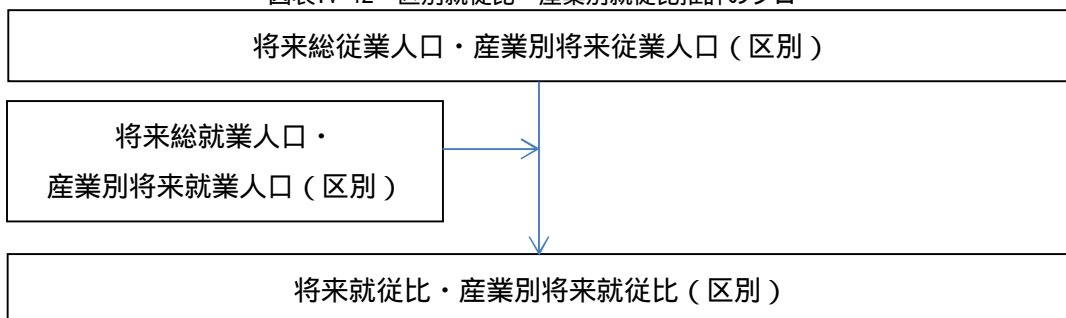 将来総従業人口・産業別将来従業人口（区別）
将来総就業人口・
産業別将来就業人口（区別）
将来就従比・産業別将来就従比（区別）